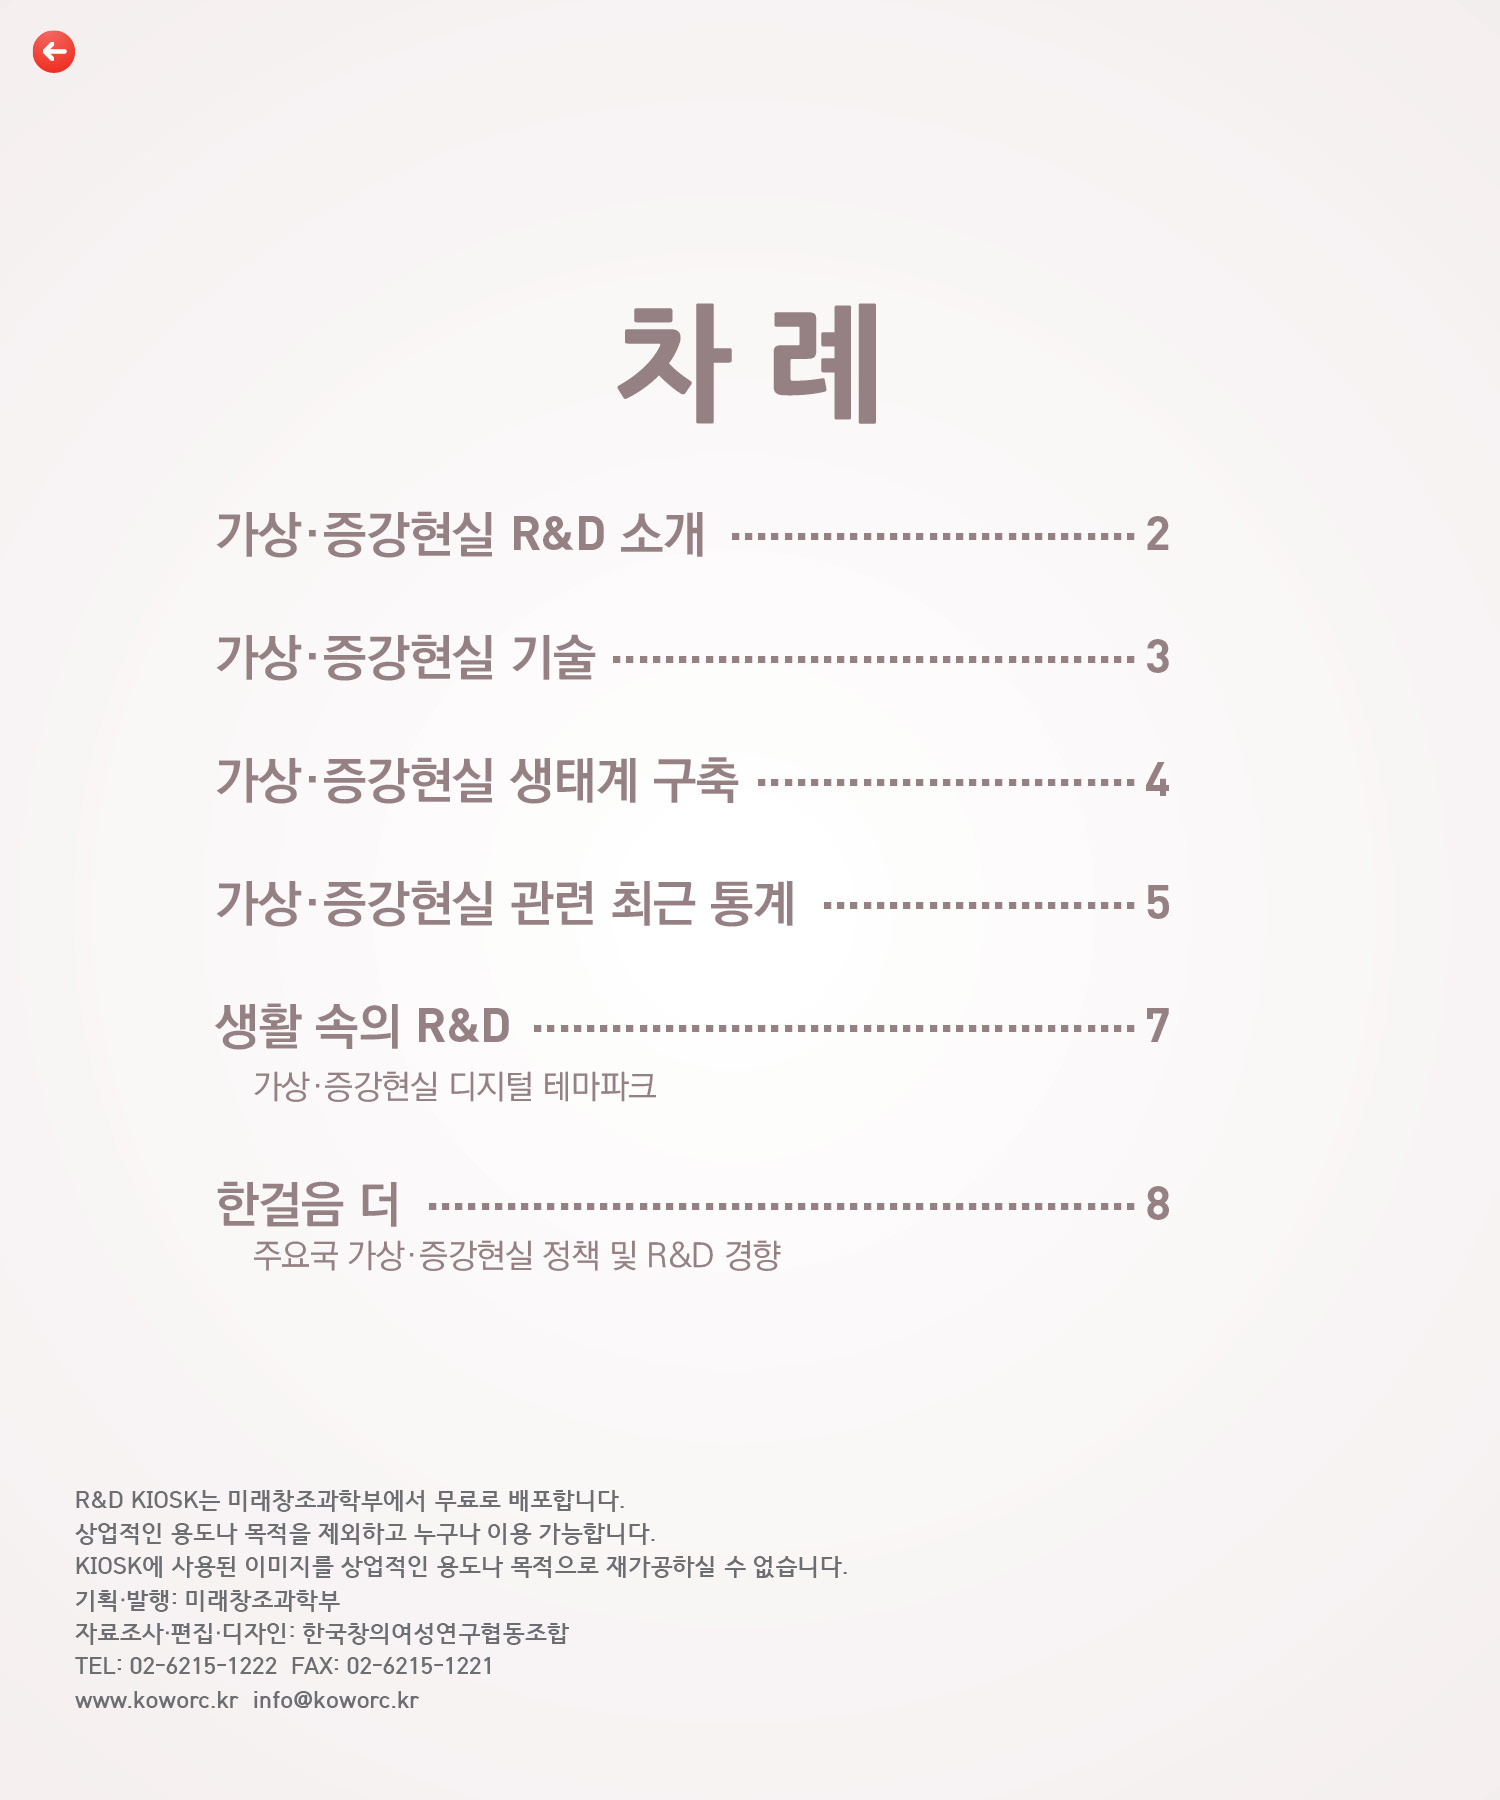 차 례
가상·증강현실 R&D 소개 ······························· 2
가상·증강현실 기술 ········································ 3
가상·증강현실 생태계 구축 ····························· 4
가상·증강현실 관련 최근 통계 ························ 5
생활 속의 R&D ·············································· 7
가상·증강현실 디지털 테마파크
한걸음 더 ······················································ 8
주요국 가상·증강현실 정책 및 R&D 경향
R&D KIOSK는 미래창조과학부에서 무료로 배포합니다.
상업적인 용도나 목적을 제외하고 누구나 이용 가능합니다.
KIOSK에 사용된 이미지를 상업적인 용도나 목적으로 재가공하실 수 없습니다.
기획·발행: 미래창조과학부
자료조사·편집·디자인: 한국창의여성연구협동조합
TEL: 02-6215-1222 FAX: 02-6215-1221
www.koworc.kr info@koworc.kr